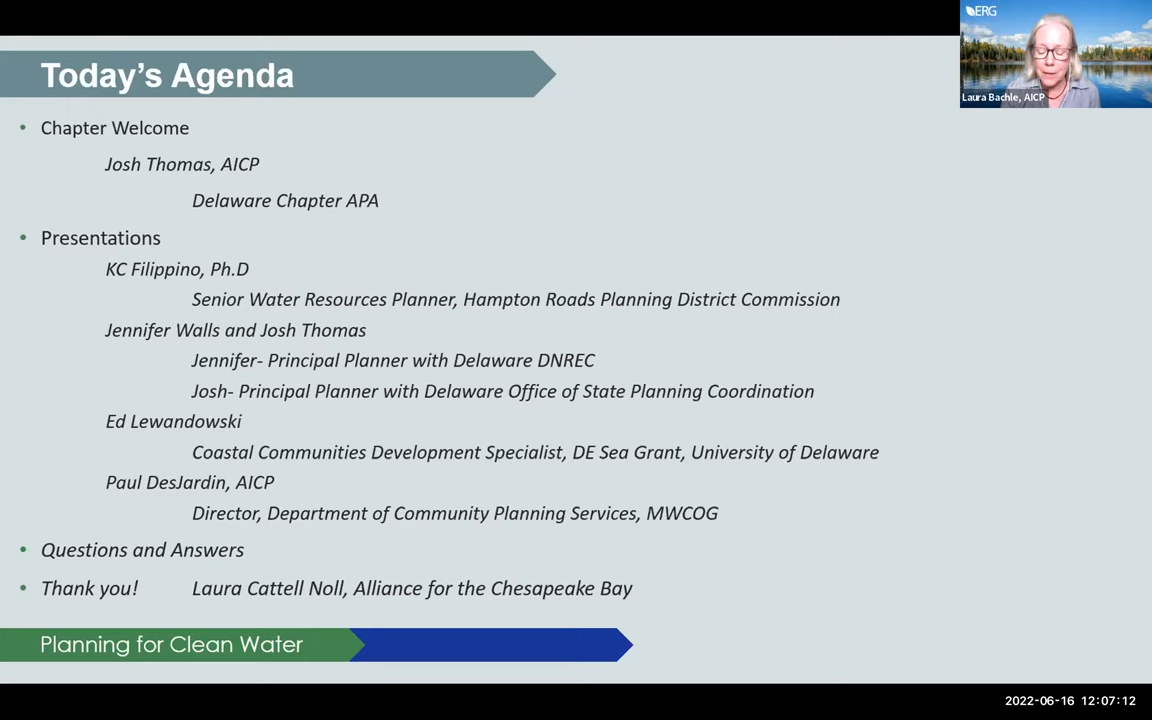 ERG
Laura Bachle, AICP
Today's Agenda
• Chapter Welcome
Josh Thomas, AICP
Delaware Chapter APA
• Presentations
KC Filippino, Ph.D
Senior Water Resources Planner, Hampton Roads Planning District Commission
Jennifer Walls and Josh Thomas
Jennifer- Principal Planner with Delaware DNREC
Josh- Principal Planner with Delaware Office of State Planning Coordination
Ed Lewandowski
Coastal Communities Development Specialist, DE Sea Grant, University of Delaware
Paul DesJardin, AICP
Director, Department of Community Planning Services, MWCOG
• Questions and Answers
• Thank you! Laura Cattell Noll, Alliance for the Chesapeake Bay
Planning for Clean Water
2022-06-16 12:07:12